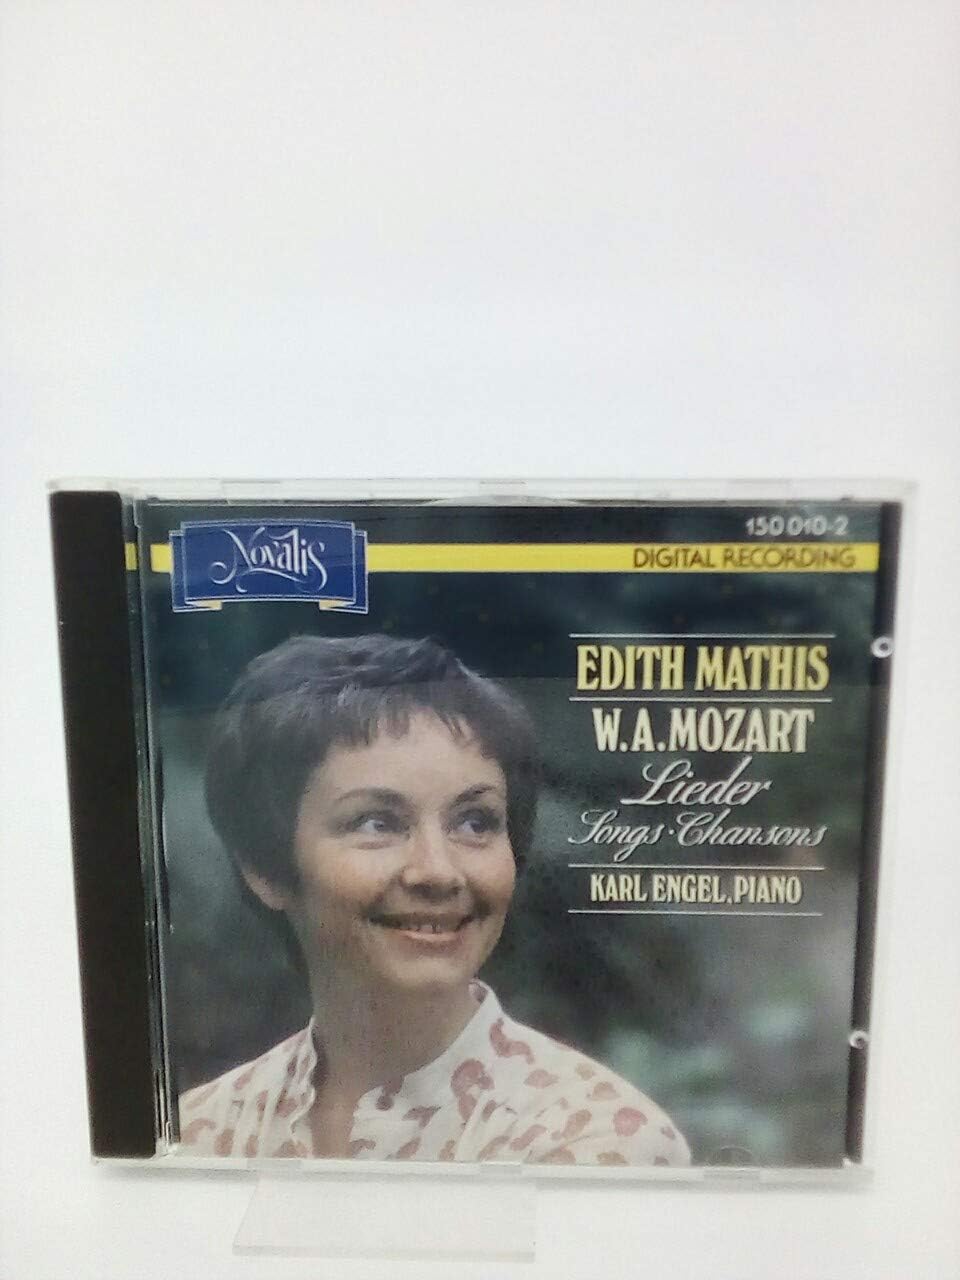 Novalis
150 010-2
DIGITAL RECORDING
EDITH MATHIS
W.A.MOZART
Lieder
Songs·Chansons
KARL ENGEL, PIANO